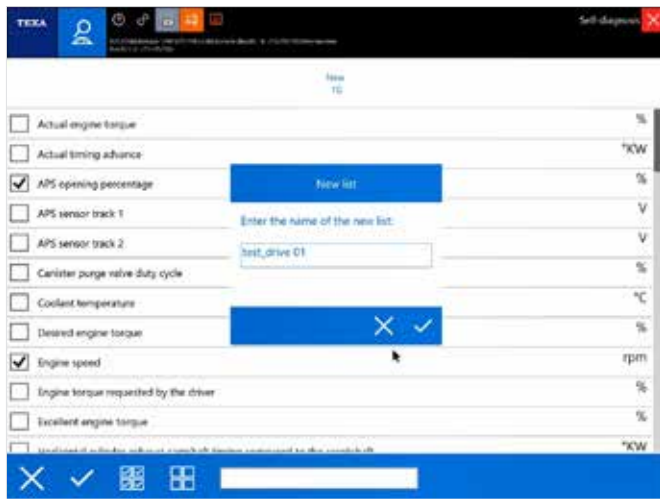 TEXA
Self-diagnosis
New
10
Actual engine torque %
Actual timing advance °KW
APS opening percentage %
APS sensor track 1 V
APS sensor track 2 V
Canister purge valve duty cycle %
Coolant temperature °C
Desired engine torque %
Engine speed rpm
Engine torque requested by the driver %
Excellent engine torque %
°KW
New list
Enter the name of the new list:
test_drive 01